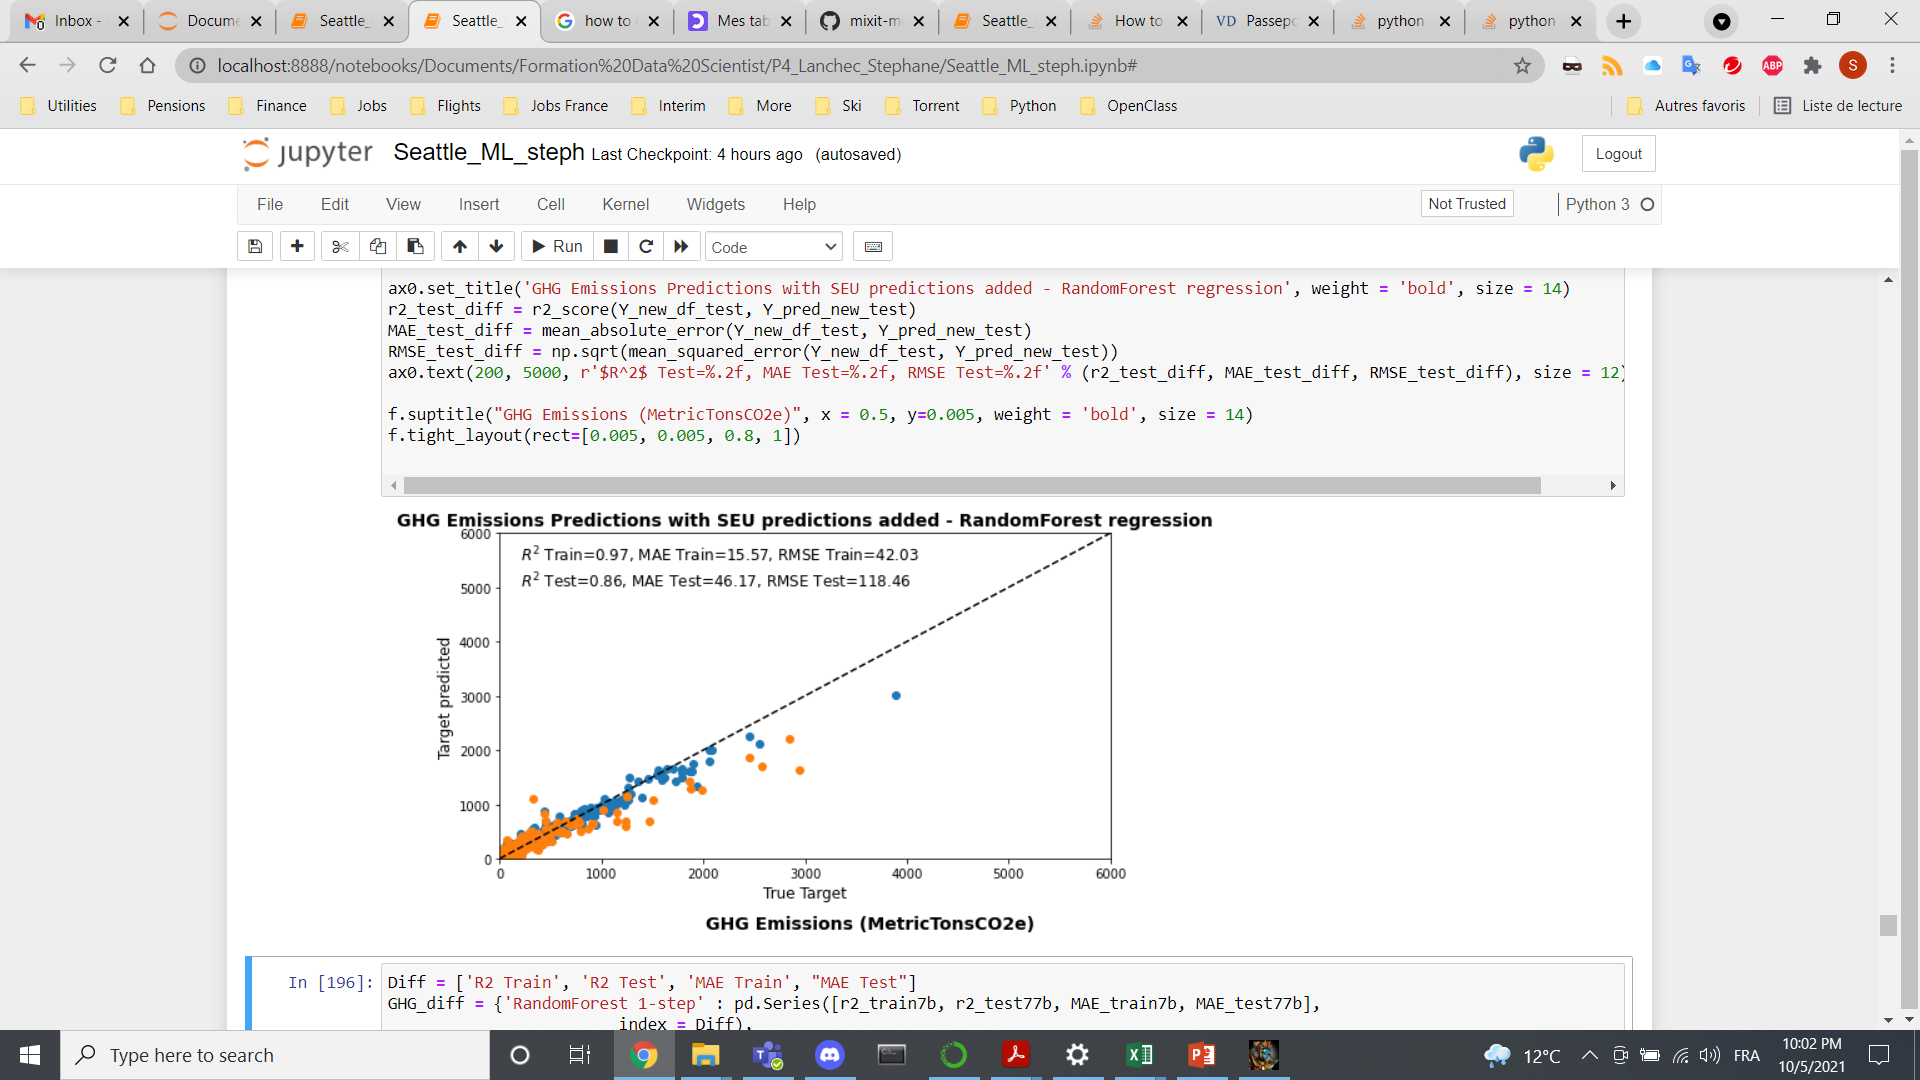 Inbox -
Docume
Seattle_
Seattle_
how to
Mes tab
mixit-m
Seattle_
How to
VD Passepo
python
python
localhost:8888/notebooks/Documents/Formation%20Data%20Scientist/P4_Lanchec_Stephane/Seattle_ML_steph.ipynb#
ABP
S
Utilities Pensions Finance Jobs Flights Jobs France Interim More Ski Torrent Python OpenClass Autres favoris Liste de lecture
jupyter Seattle_ML_steph Last Checkpoint: 4 hours ago (autosaved)
Logout
File Edit View Insert Cell Kernel Widgets Help
Not Trusted
Python 3
Run
Code
ax0.set_title('GHG Emissions Predictions with SEU predictions added - RandomForest regression', weight = 'bold', size = 14)
r2_test_diff = r2_score(Y_new_df_test, Y_pred_new_test)
MAE_test_diff = mean_absolute_error(Y_new_df_test, Y_pred_new_test)
RMSE_test_diff = np.sqrt(mean_squared_error(Y_new_df_test, Y_pred_new_test))
ax0.text(200, 5000, r'$R^2$ Test=%.2f, MAE Test=%.2f, RMSE Test=%.2f' % (r2_test_diff, MAE_test_diff, RMSE_test_diff), size = 12)
f.suptitle("GHG Emissions (MetricTonsCO2e)", x = 0.5, y=0.005, weight = 'bold', size = 14)
f.tight_layout(rect=[0.005, 0.005, 0.8, 1])
GHG Emissions Predictions with SEU predictions added - RandomForest regression
R² Train=0.97, MAE Train=15.57, RMSE Train=42.03
R² Test=0.86, MAE Test=46.17, RMSE Test=118.46
6000
5000
4000
3000
2000
1000
0
Target predicted
0 1000 2000 3000 4000 5000 6000
True Target
GHG Emissions (MetricTonsCO2e)
In [196]:
Diff = ['R2 Train', 'R2 Test', 'MAE Train', "MAE Test"]
GHG_diff = {'RandomForest 1-step' : pd.Series([r2_train7b, r2_test77b, MAE_train7b, MAE_test77b],
index = Diff),
Type here to search
12°C
FRA
10:02 PM
10/5/2021